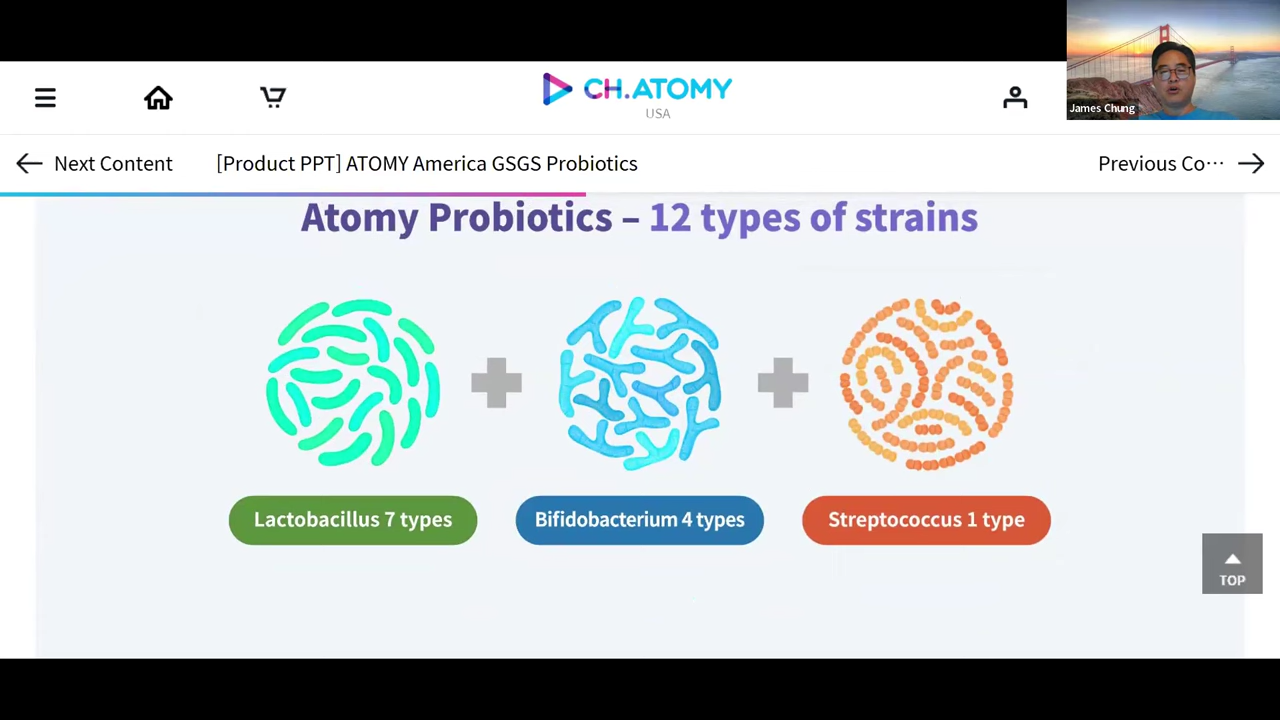 CH.ATOMY
USA
James Chung
Next Content
[Product PPT] ATOMY America GSGS Probiotics
Previous Co···
Atomy Probiotics – 12 types of strains
Lactobacillus 7 types
Bifidobacterium 4 types
Streptococcus 1 type
TOP